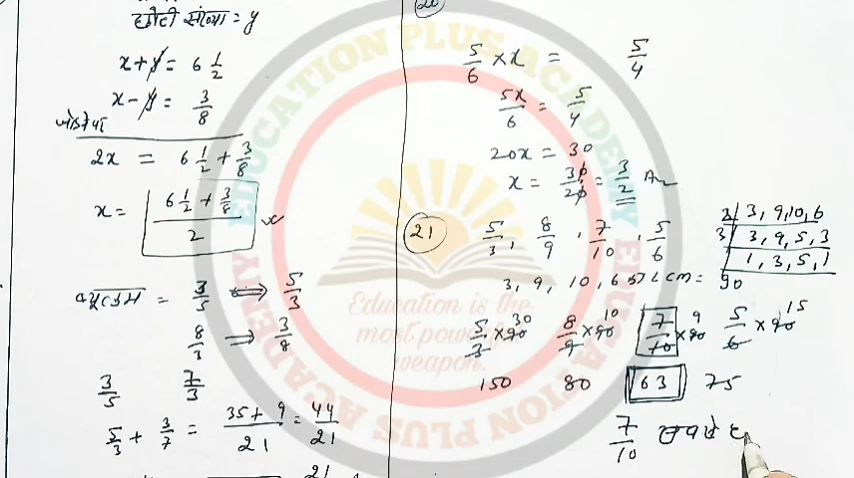 छोटी संख्या = y
x + y = 6 1/2
x - y = 3/8
जोड़ने पर
2x = 6 1/2 + 3/8
x = (6 1/2 + 3/8) / 2
व्युत्क्रम = 3/5 ⟺ 5/3
8/3 ⟹ 3/8
3/5 7/3
5/3 + 3/7 = (35 + 9)/21 = 44/21
21
20
5/6 × x = 5/4
5x/6 = 5/4
20x = 30
x = 30/20 = 3/2 Ans
21 5/3, 8/9, 7/10, 5/6
2 | 3, 9, 10, 6
3 | 3, 9, 5, 3
1, 3, 5, 1
3, 9, 10, 6 का LCM = 90
5/3 × 90 30 8/9 × 90 10 7/10 × 90 9 5/6 × 90 15
150 80 63 75
7/10 सबसे
EDUCATION PLUS ACADEMY
Education is the
most powerful
weapon.